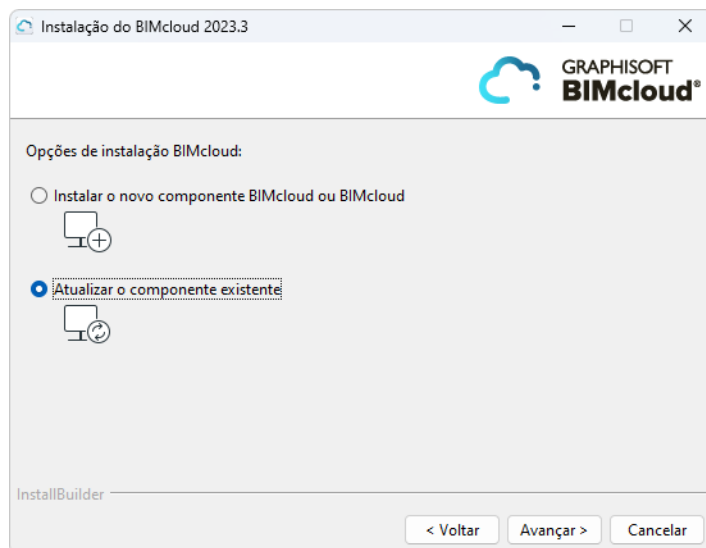 Instalação do BIMcloud 2023.3
GRAPHISOFT
BIMcloud®
Opções de instalação BIMcloud:
Instalar o novo componente BIMcloud ou BIMcloud
Atualizar o componente existente
InstallBuilder
< Voltar
Avançar >
Cancelar